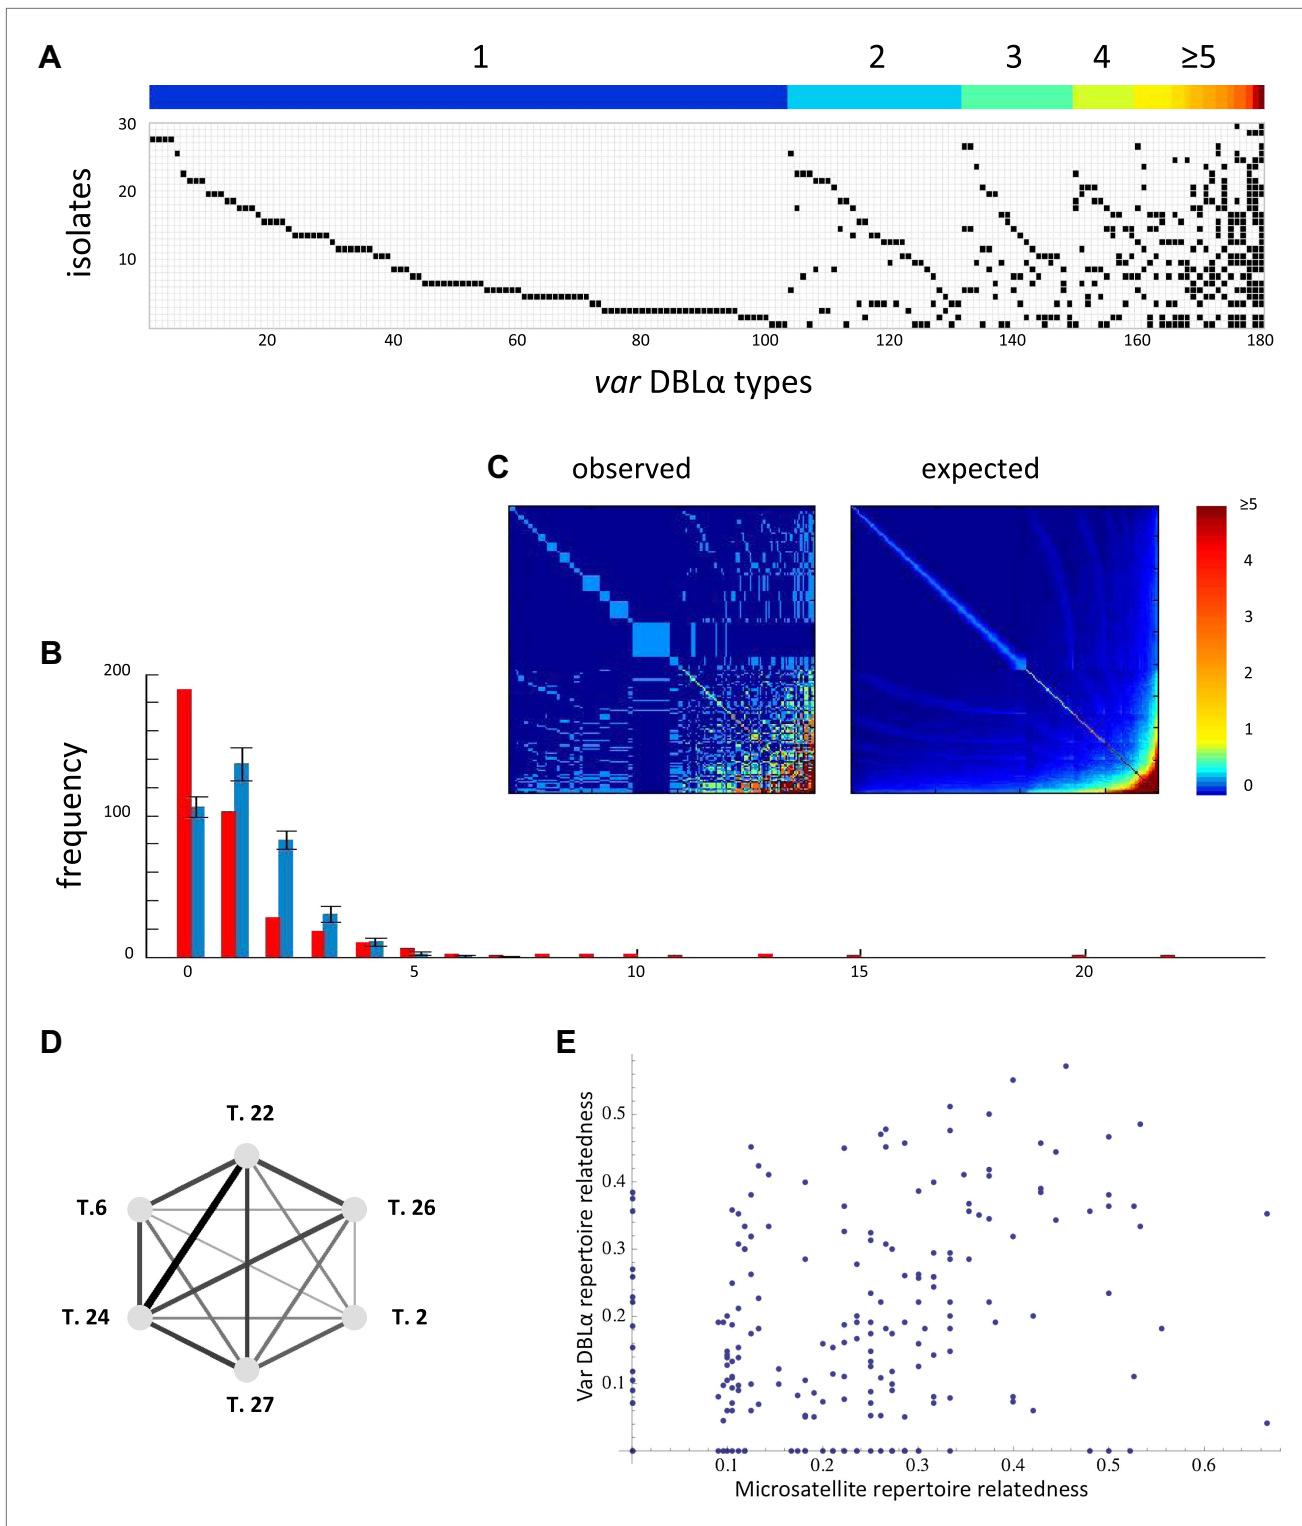 A
1 2 3 4 ≥5
30
20
10
isolates
20 40 60 80 100 120 140 160 180
var DBLα types
C observed expected
≥5
4
3
2
1
0
B
200
100
0
frequency
0 5 10 15 20
D
T. 22
T.6 T. 26
T. 24 T. 2
T. 27
E
0.5
0.4
0.3
0.2
0.1
Var DBLα repertoire relatedness
0.1 0.2 0.3 0.4 0.5 0.6
Microsatellite repertoire relatedness